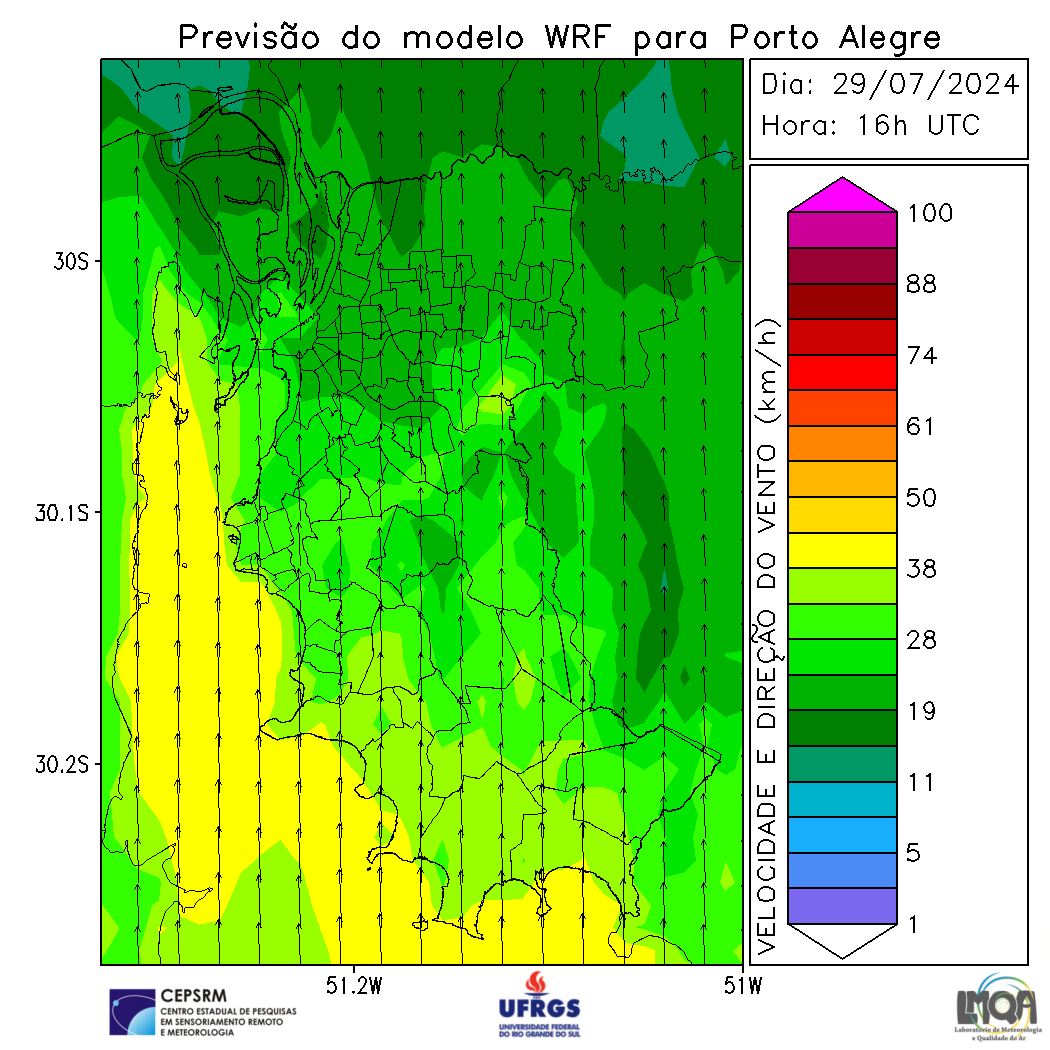 Previsão do modelo WRF para Porto Alegre
Dia: 29/07/2024
Hora: 16h UTC
30S
30.1S
30.2S
51.2W
51W
VELOCIDADE E DIREÇÃO DO VENTO (km/h)
100
88
74
61
50
38
28
19
11
5
1
CEPSRM
CENTRO ESTADUAL DE PESQUISAS
EM SENSORIAMENTO REMOTO
E METEOROLOGIA
UFRGS
UNIVERSIDADE FEDERAL
DO RIO GRANDE DO SUL
LMQA
Laboratório de Meteorologia
e Qualidade do Ar